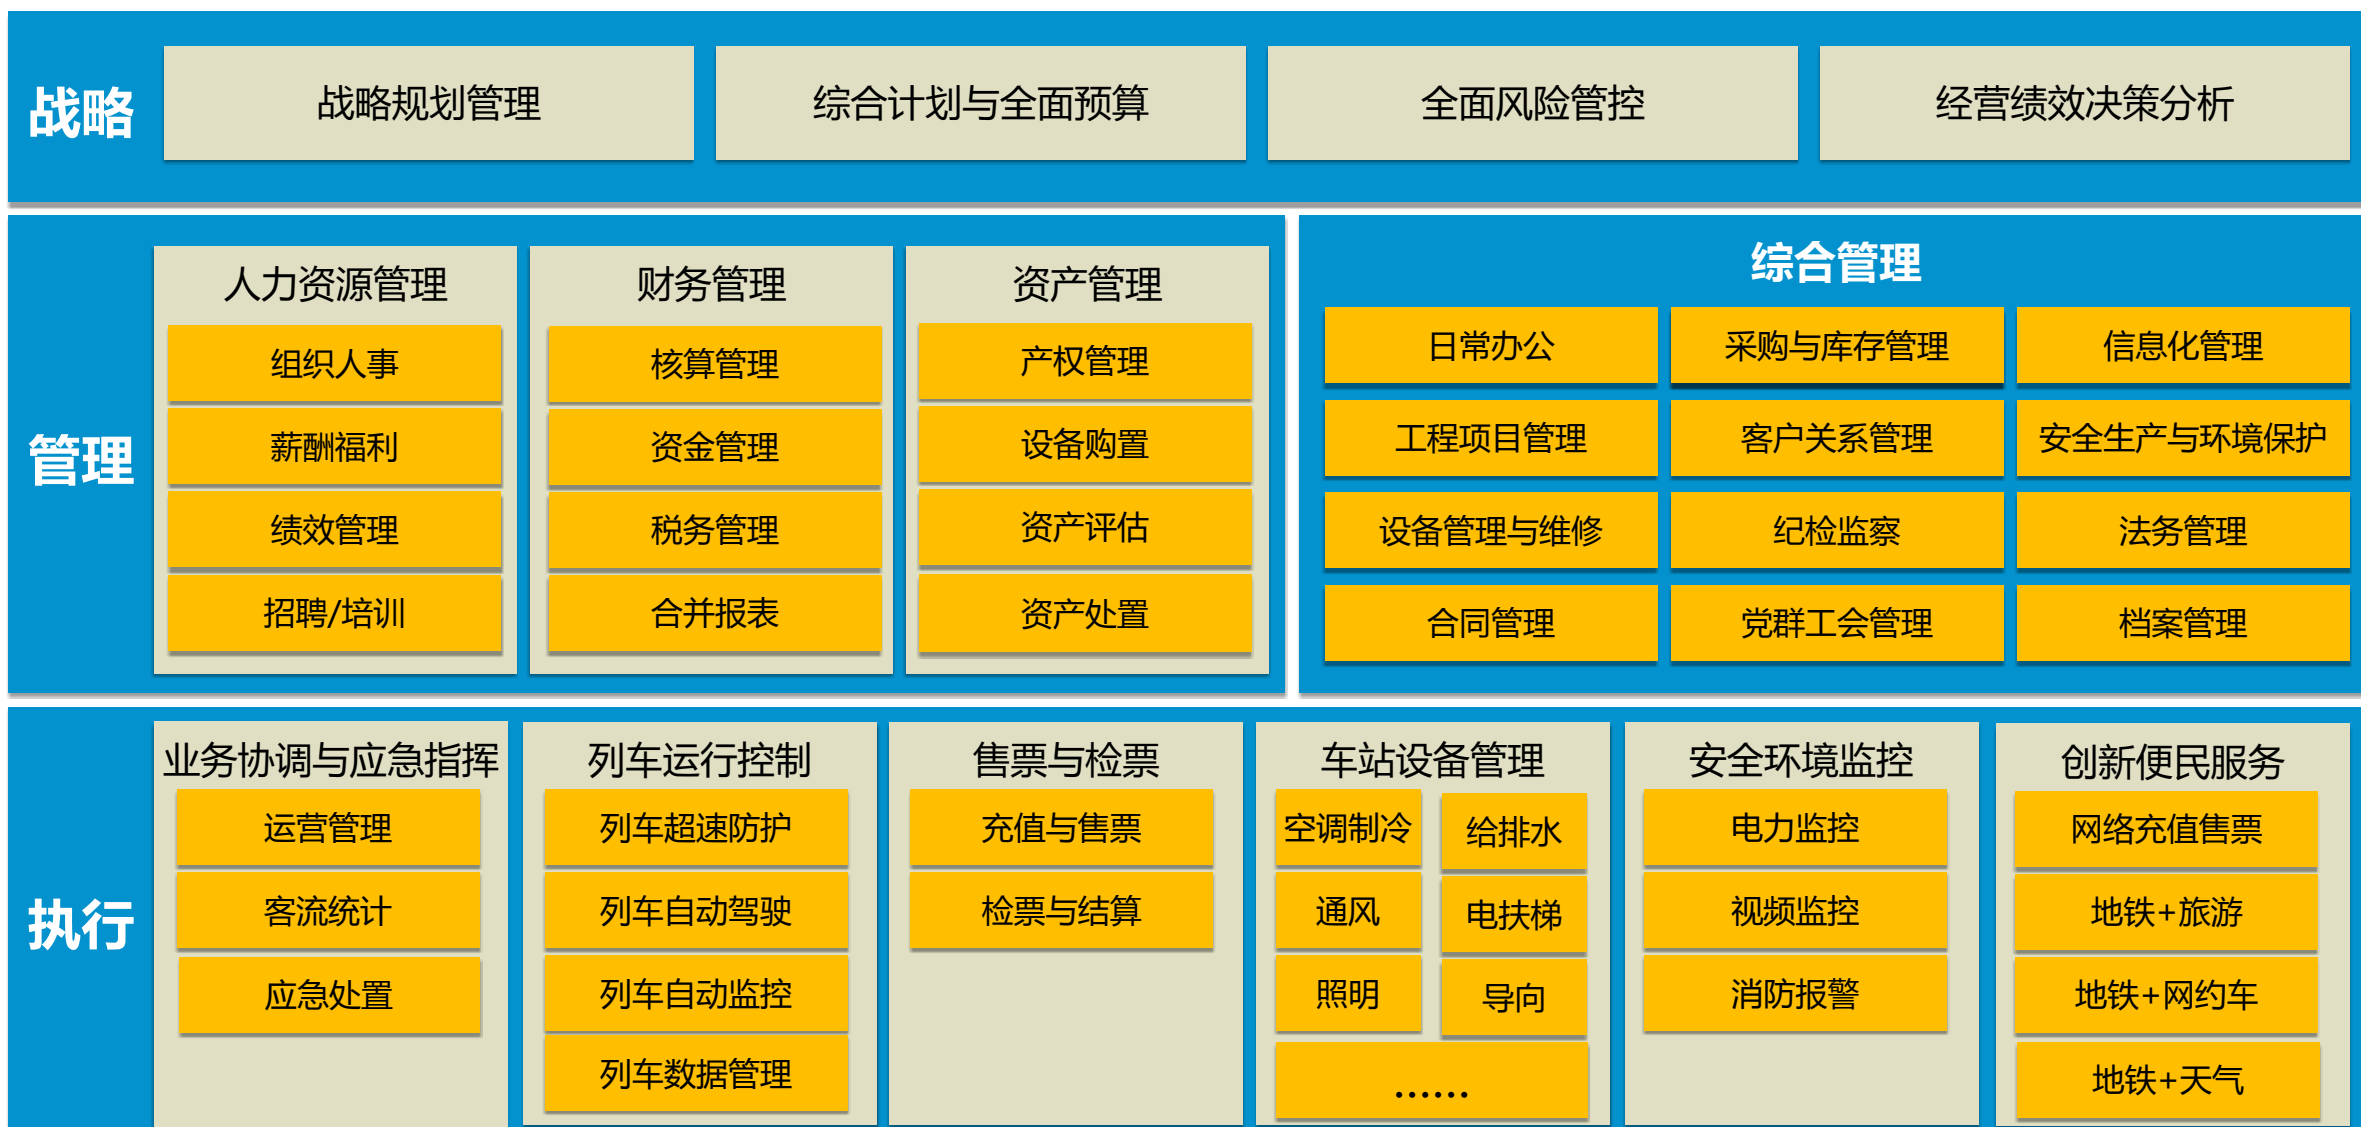 战略
战略规划管理
综合计划与全面预算
全面风险管控
经营绩效决策分析
管理
人力资源管理
组织人事
薪酬福利
绩效管理
招聘/培训
财务管理
核算管理
资金管理
税务管理
合并报表
资产管理
产权管理
设备购置
资产评估
资产处置
综合管理
日常办公
采购与库存管理
信息化管理
工程项目管理
客户关系管理
安全生产与环境保护
设备管理与维修
纪检监察
法务管理
合同管理
党群工会管理
档案管理
执行
业务协调与应急指挥
运营管理
客流统计
应急处置
列车运行控制
列车超速防护
列车自动驾驶
列车自动监控
列车数据管理
售票与检票
充值与售票
检票与结算
车站设备管理
空调制冷
给排水
通风
电扶梯
照明
导向
......
安全环境监控
电力监控
视频监控
消防报警
创新便民服务
网络充值售票
地铁+旅游
地铁+网约车
地铁+天气